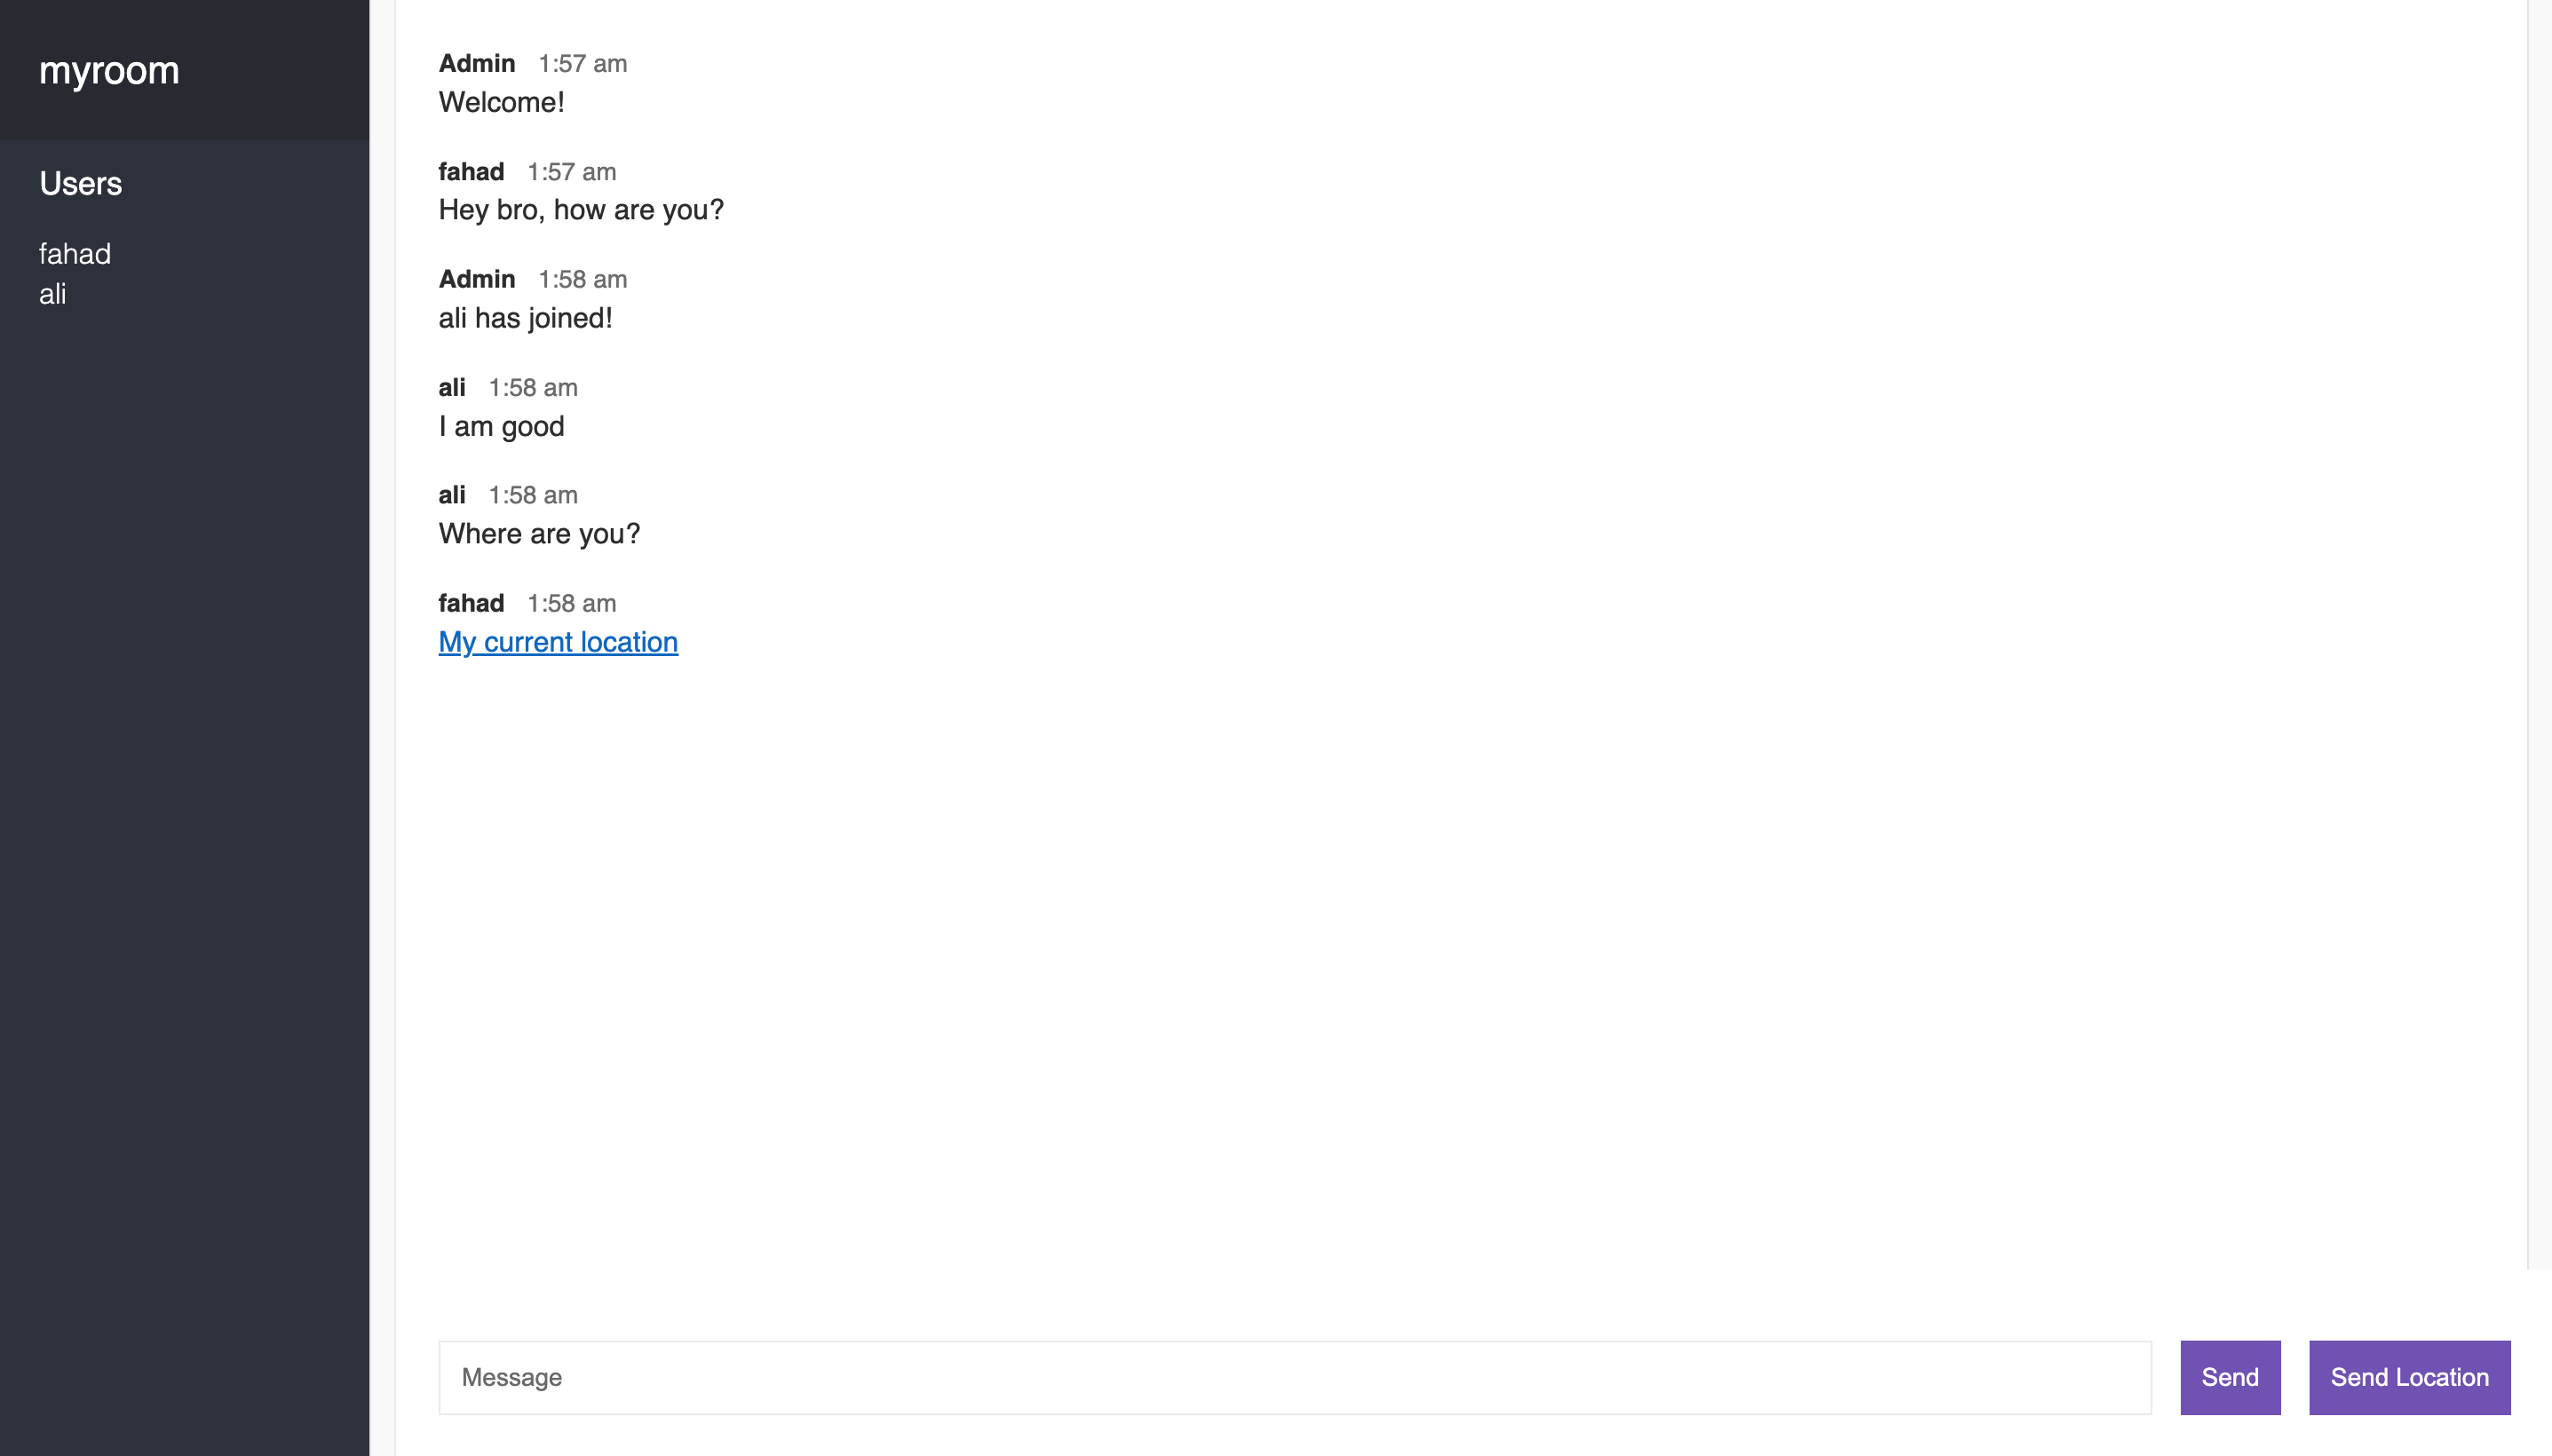 myroom
Users
fahad
ali
Admin 1:57 am
Welcome!
fahad 1:57 am
Hey bro, how are you?
Admin 1:58 am
ali has joined!
ali 1:58 am
I am good
ali 1:58 am
Where are you?
fahad 1:58 am
My current location
Message
Send
Send Location